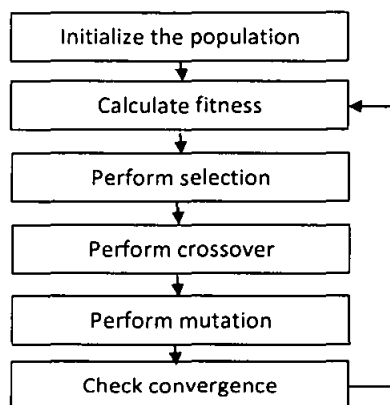 Initialize the population
Calculate fitness
Perform selection
Perform crossover
Perform mutation
Check convergence